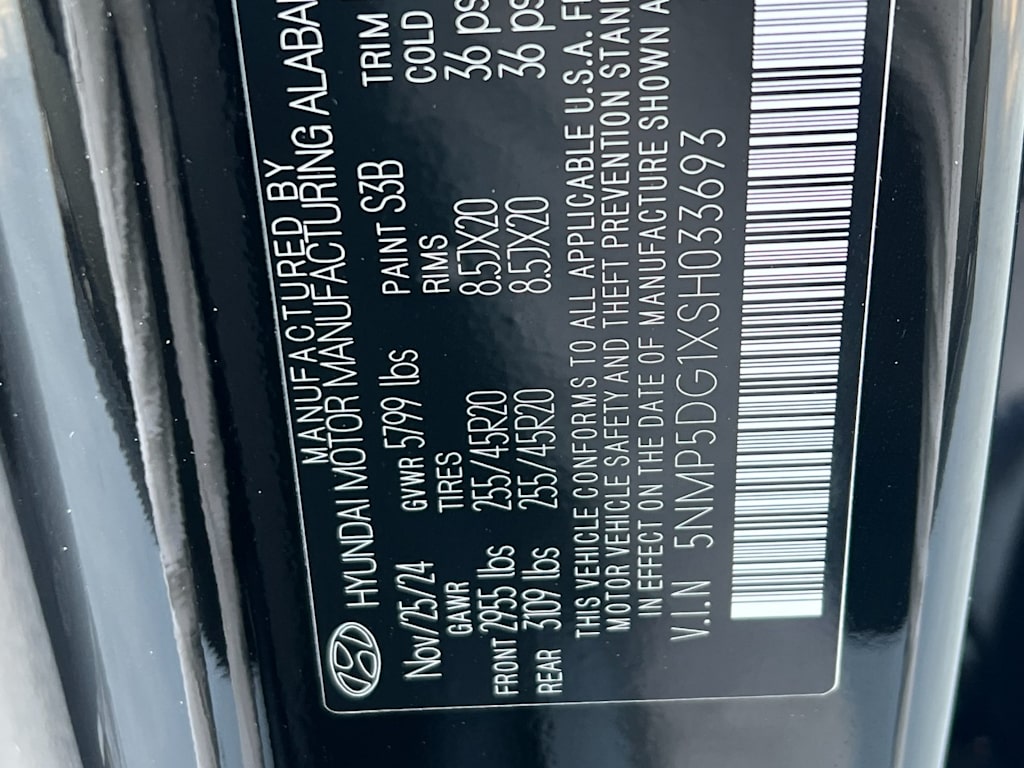 MANUFACTURED BY
HYUNDAI MOTOR MANUFACTURING ALABA
Nov/25/24 GVWR 5799 lbs PAINT S3B TRIM
GAWR TIRES RIMS COLD
FRONT 2955 lbs 255/45R20 8.5JX20 36 ps
REAR 3109 lbs 255/45R20 8.5JX20 36 ps
THIS VEHICLE CONFORMS TO ALL APPLICABLE U.S.A. F
MOTOR VEHICLE SAFETY AND THEFT PREVENTION STAN
IN EFFECT ON THE DATE OF MANUFACTURE SHOWN A
V.I.N 5NMP5DG1XSH033693